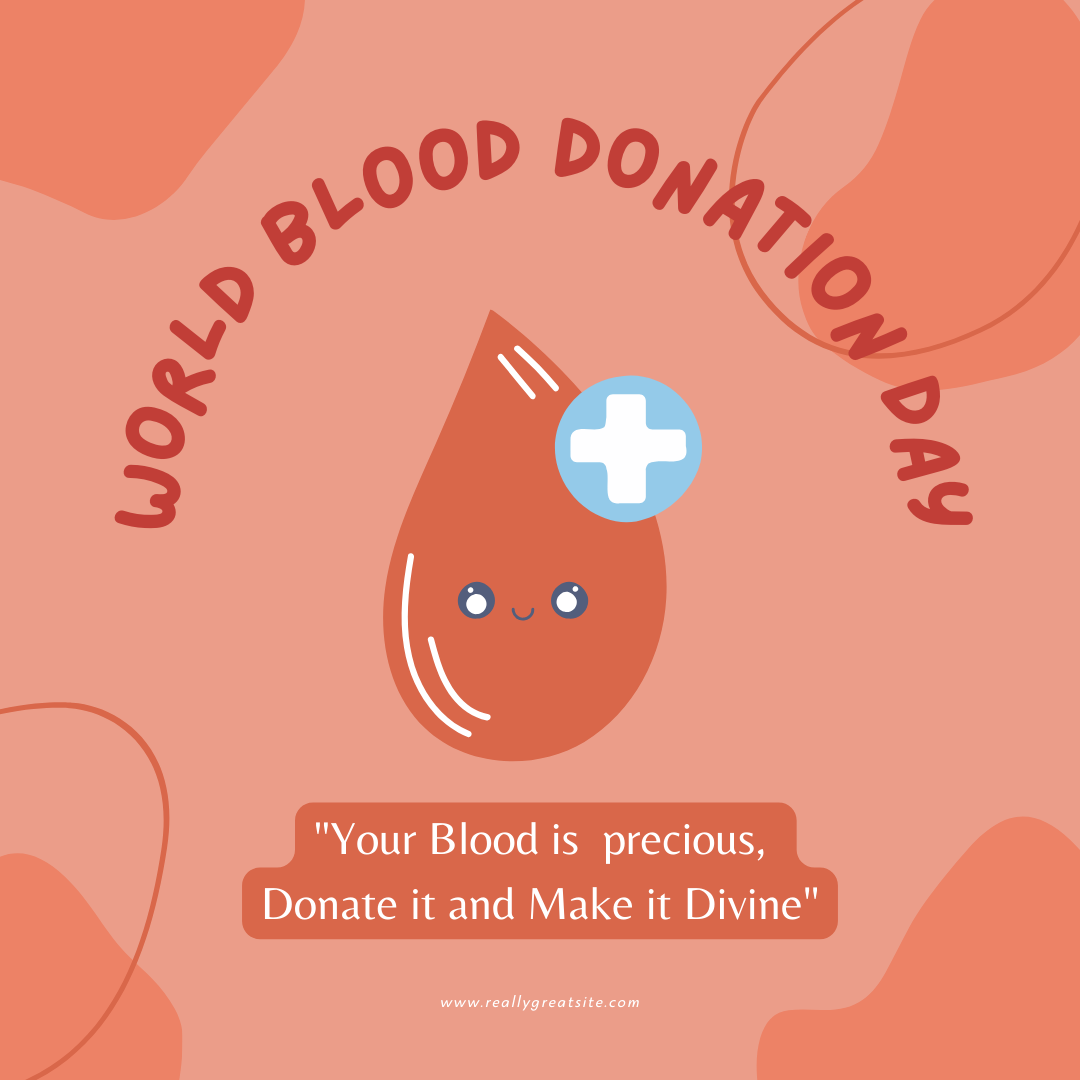 WORLD BLOOD DONATION DAY
"Your Blood is  precious,
Donate it and Make it Divine"
www.reallygreatsite.com